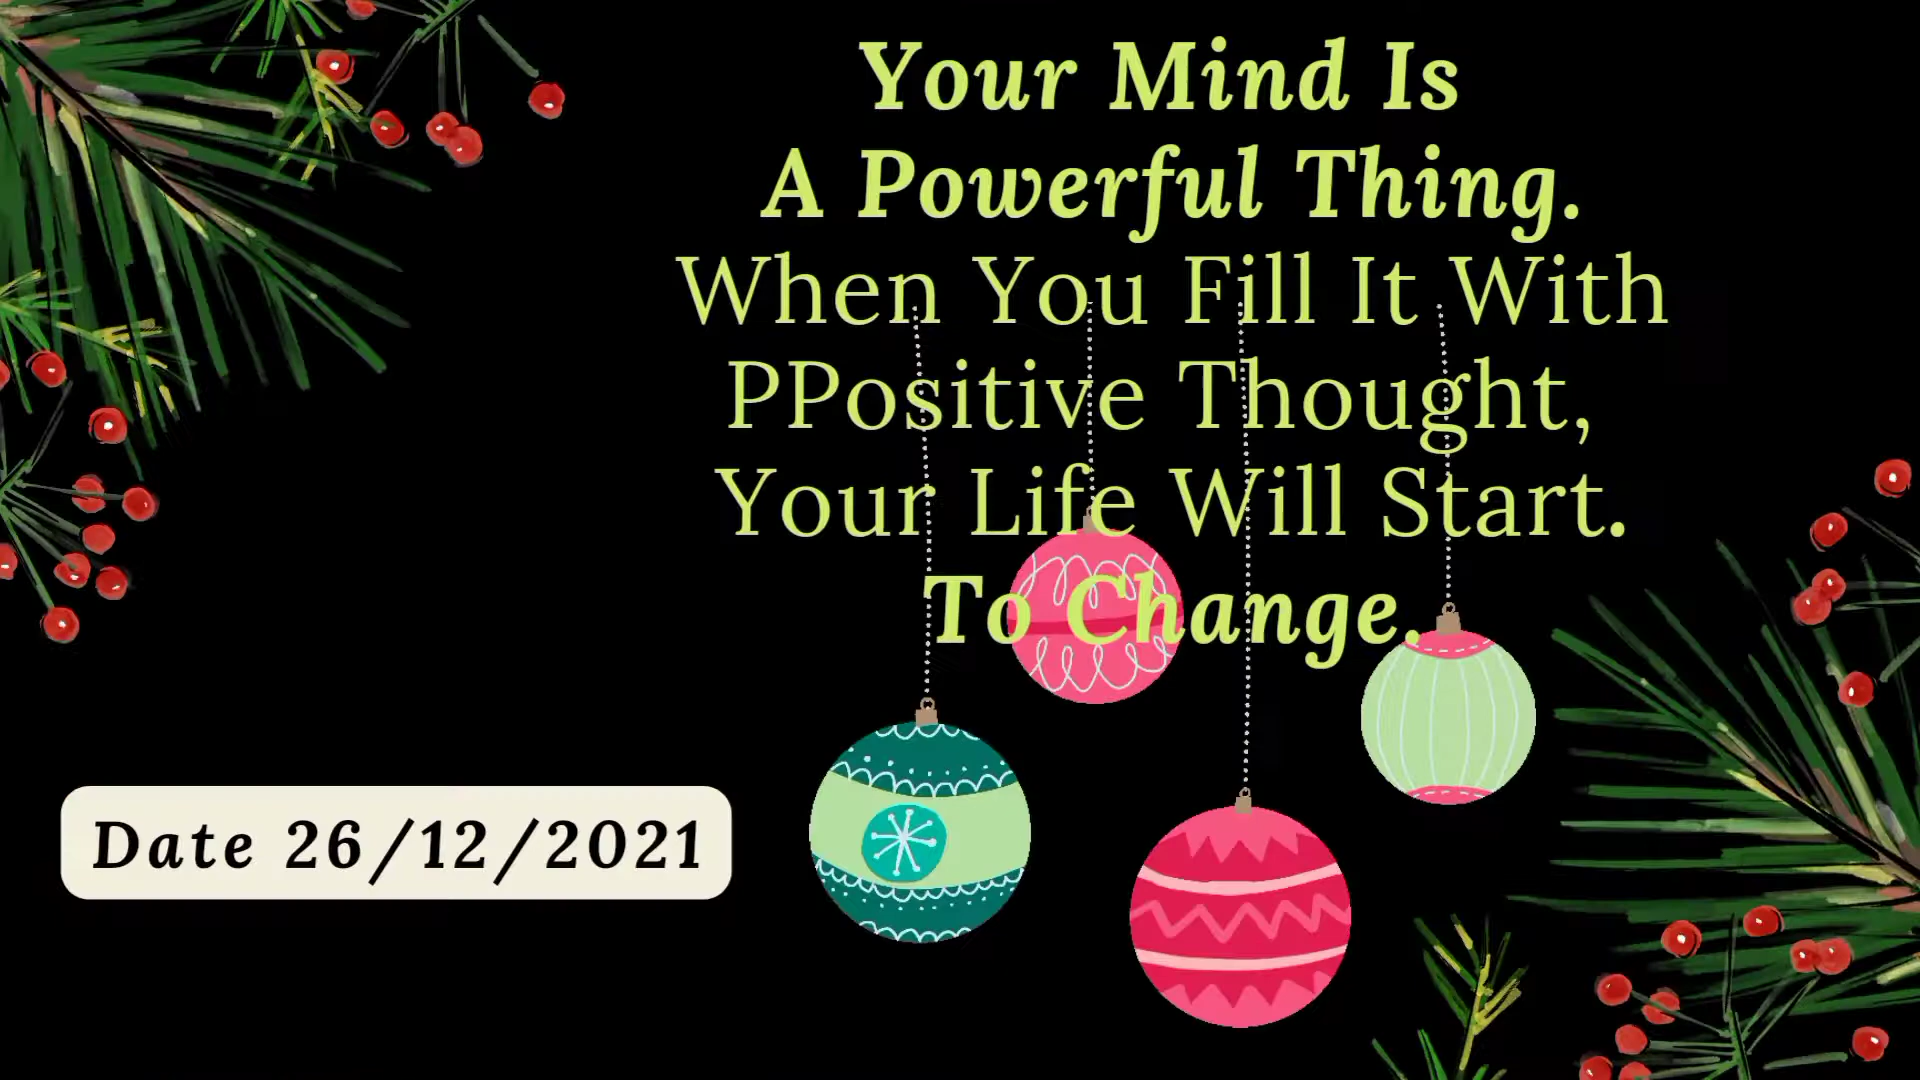 Your Mind Is
A Powerful Thing.
When You Fill It With
PPositive Thought,
Your Life Will Start.
To Change.
Date 26/12/2021